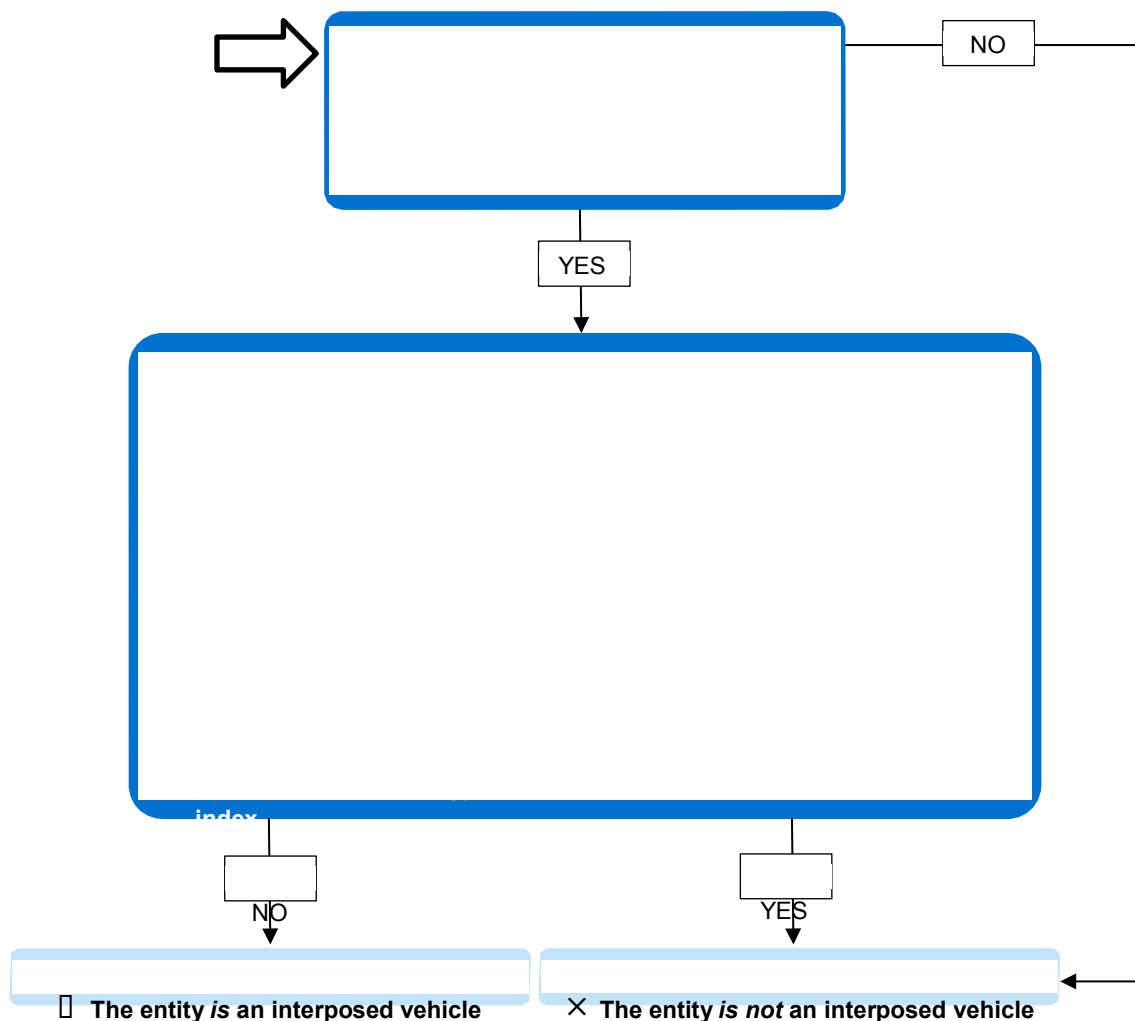 NO
YES
index
NO
YES
The entity is an interposed vehicle
× The entity is not an interposed vehicle